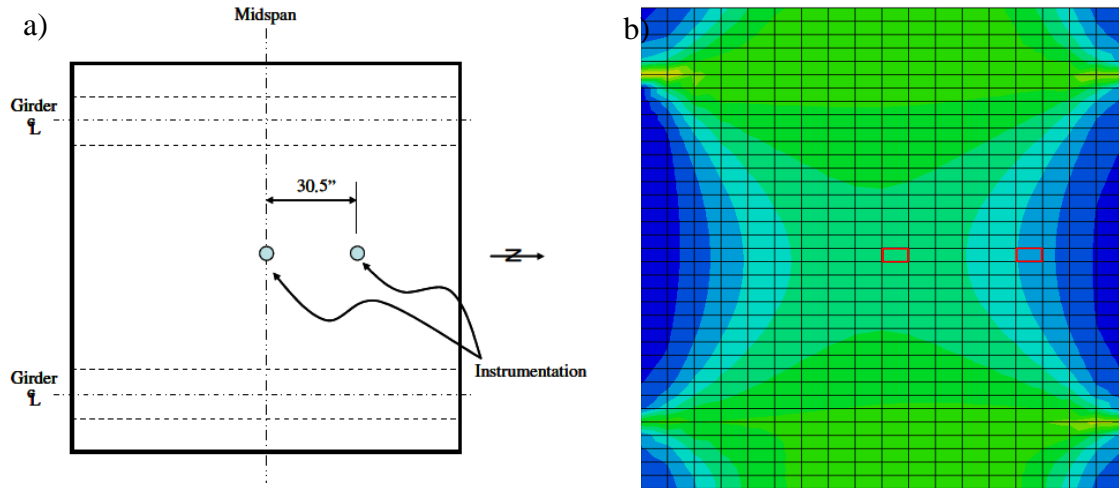 Midspan
a)
b)
Girder
℄
30.5”
N
Girder
℄
Instrumentation